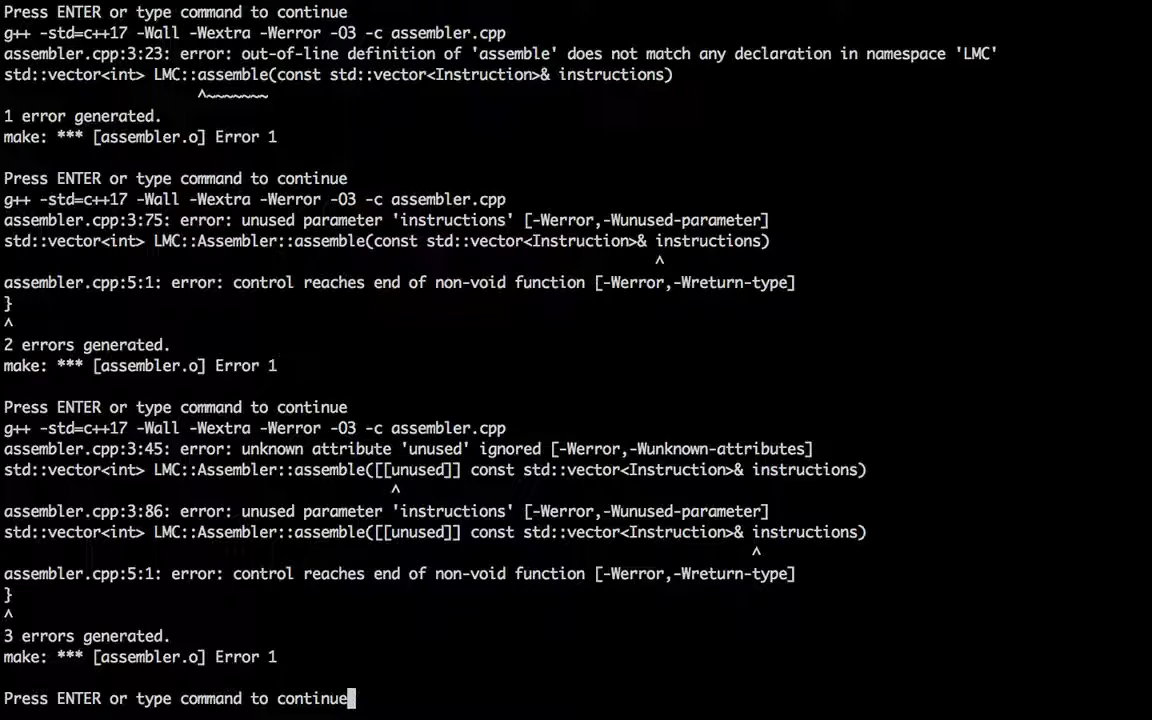 Press ENTER or type command to continue
g++ -std=c++17 -Wall -Wextra -Werror -O3 -c assembler.cpp
assembler.cpp:3:23: error: out-of-line definition of 'assemble' does not match any declaration in namespace 'LMC'
std::vector<int> LMC::assemble(const std::vector<Instruction>& instructions)
^~~~~~~~
1 error generated.
make: *** [assembler.o] Error 1
Press ENTER or type command to continue
g++ -std=c++17 -Wall -Wextra -Werror -O3 -c assembler.cpp
assembler.cpp:3:75: error: unused parameter 'instructions' [-Werror,-Wunused-parameter]
std::vector<int> LMC::Assembler::assemble(const std::vector<Instruction>& instructions)
^
assembler.cpp:5:1: error: control reaches end of non-void function [-Werror,-Wreturn-type]
}
^
2 errors generated.
make: *** [assembler.o] Error 1
Press ENTER or type command to continue
g++ -std=c++17 -Wall -Wextra -Werror -O3 -c assembler.cpp
assembler.cpp:3:45: error: unknown attribute 'unused' ignored [-Werror,-Wunknown-attributes]
std::vector<int> LMC::Assembler::assemble([[unused]] const std::vector<Instruction>& instructions)
^
assembler.cpp:3:86: error: unused parameter 'instructions' [-Werror,-Wunused-parameter]
std::vector<int> LMC::Assembler::assemble([[unused]] const std::vector<Instruction>& instructions)
^
assembler.cpp:5:1: error: control reaches end of non-void function [-Werror,-Wreturn-type]
}
^
3 errors generated.
make: *** [assembler.o] Error 1
Press ENTER or type command to continue